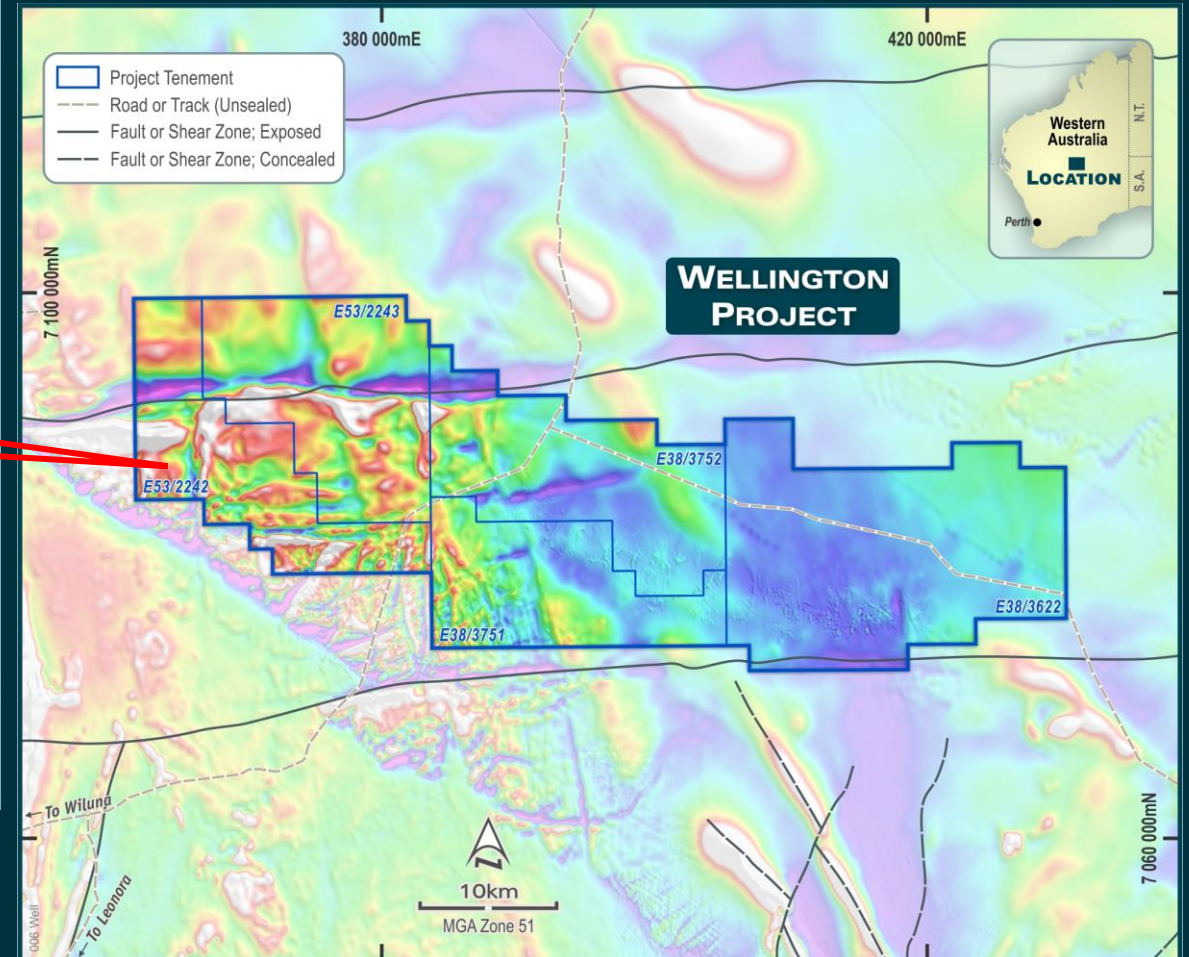 380 000mE
420 000mE
Project Tenement
Road or Track (Unsealed)
Fault or Shear Zone; Exposed
Fault or Shear Zone; Concealed
Western
Australia
LOCATION
Perth
N.T.
S.A.
7 100 000mN
WELLINGTON
PROJECT
E53/2243
E38/3752
E53/2242
E38/3622
E38/3751
To Wiluna
To Leonora
N
10km
MGA Zone 51
7 060 000mN
006 Well